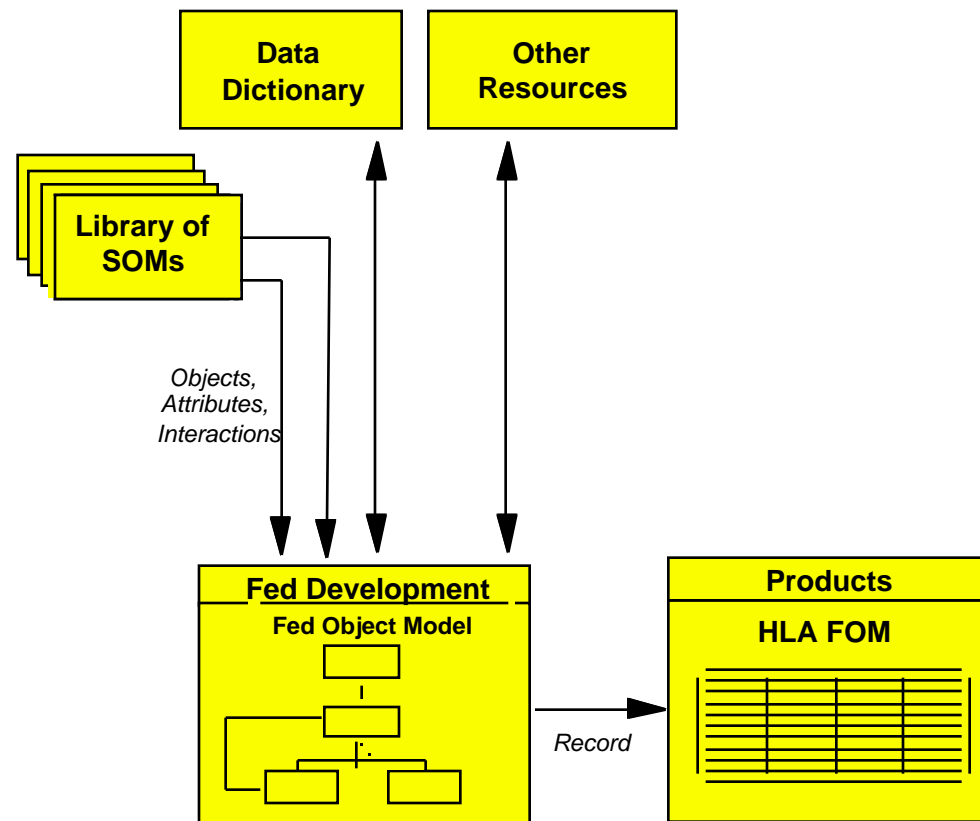 Data
Dictionary
Other
Resources
Library of
SOMs
Objects,
Attributes,
Interactions
Fed Development
Fed Object Model
Products
HLA FOM
Record